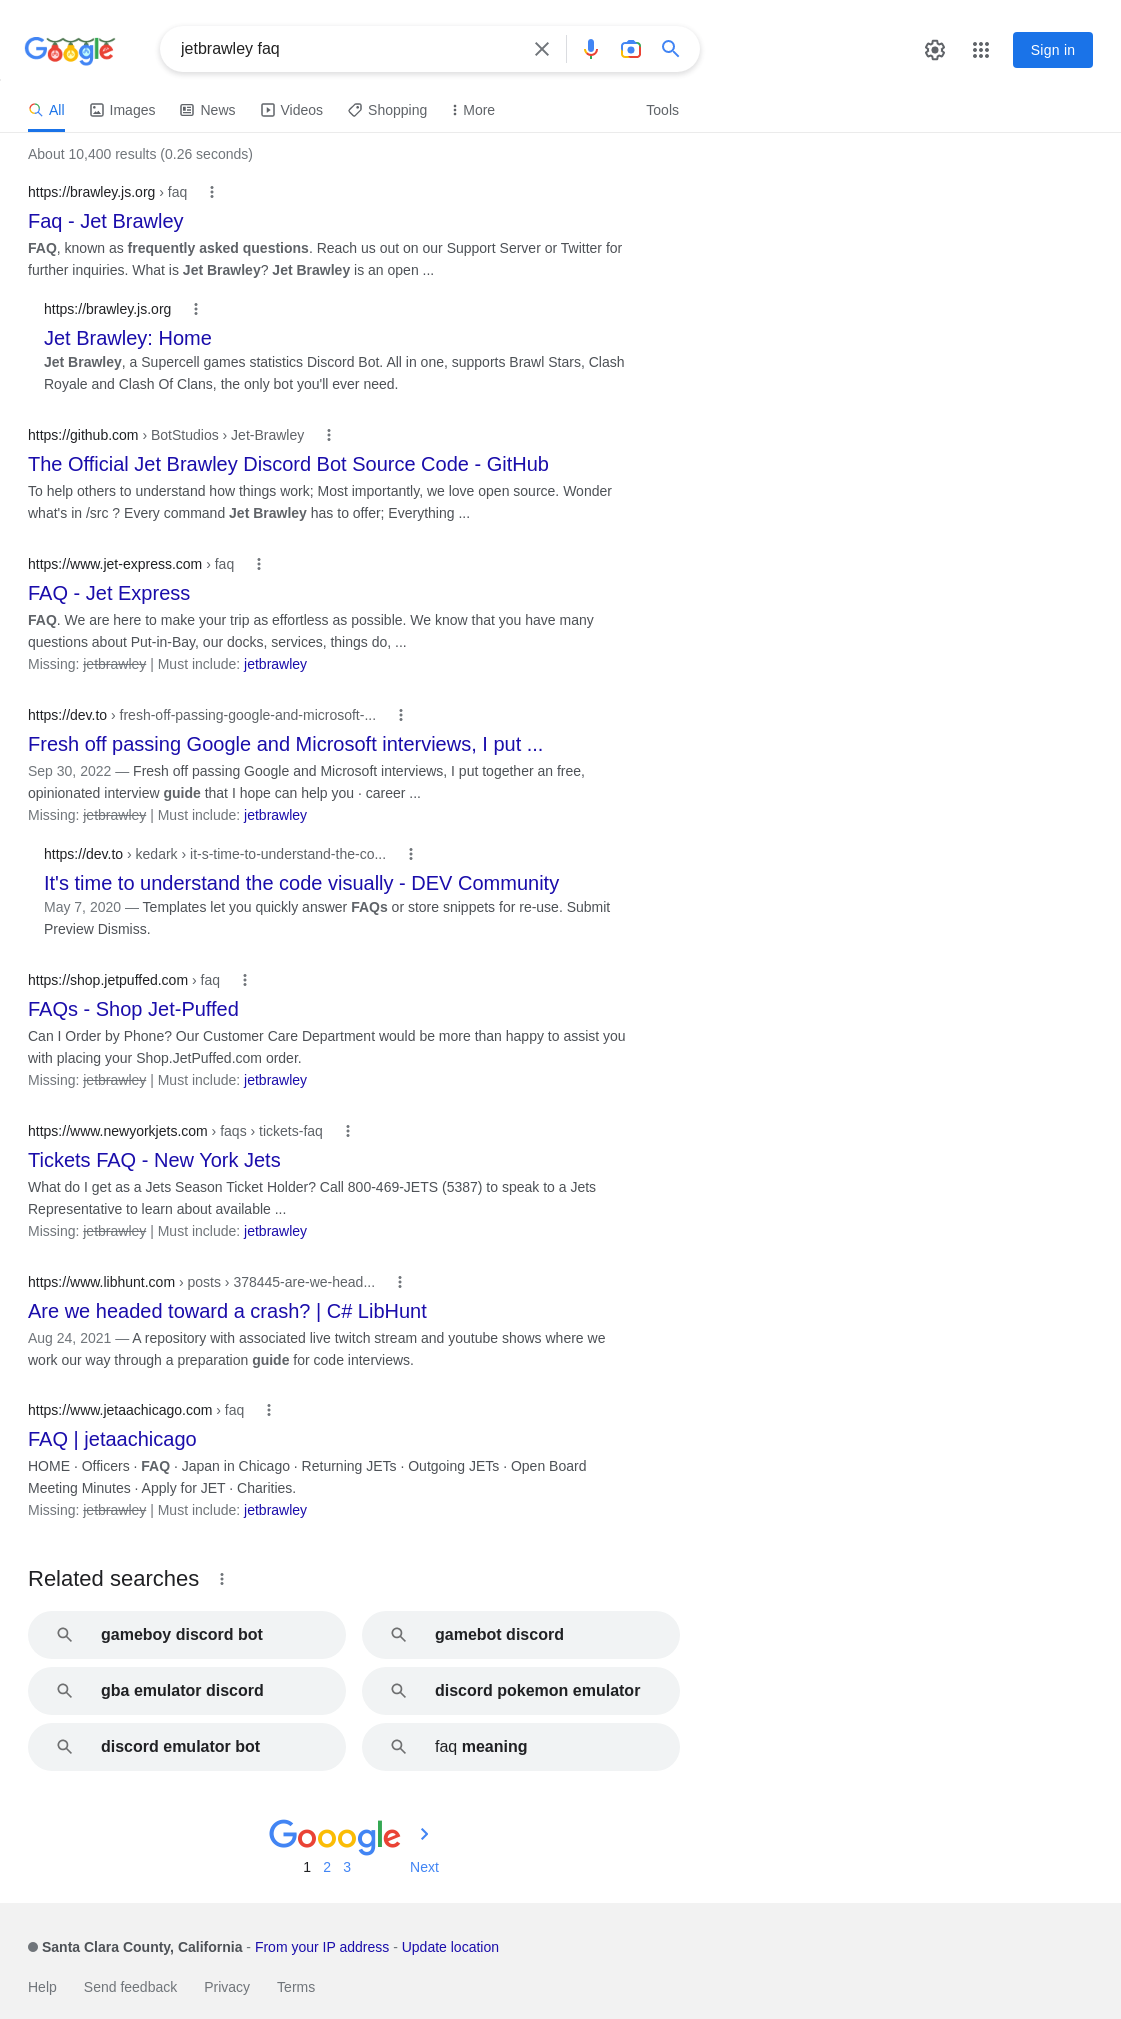 Google
jetbrawley faq
Sign in
All
Images
News
Videos
Shopping
More
Tools
About 10,400 results (0.26 seconds)
https://brawley.js.org › faq
Faq - Jet Brawley
FAQ, known as frequently asked questions. Reach us out on our Support Server or Twitter for
further inquiries. What is Jet Brawley? Jet Brawley is an open ...
https://brawley.js.org
Jet Brawley: Home
Jet Brawley, a Supercell games statistics Discord Bot. All in one, supports Brawl Stars, Clash
Royale and Clash Of Clans, the only bot you'll ever need.
https://github.com › BotStudios › Jet-Brawley
The Official Jet Brawley Discord Bot Source Code - GitHub
To help others to understand how things work; Most importantly, we love open source. Wonder
what's in /src ? Every command Jet Brawley has to offer; Everything ...
https://www.jet-express.com › faq
FAQ - Jet Express
FAQ. We are here to make your trip as effortless as possible. We know that you have many
questions about Put-in-Bay, our docks, services, things do, ...
Missing: jetbrawley | Must include: jetbrawley
https://dev.to › fresh-off-passing-google-and-microsoft-...
Fresh off passing Google and Microsoft interviews, I put ...
Sep 30, 2022 — Fresh off passing Google and Microsoft interviews, I put together an free,
opinionated interview guide that I hope can help you · career ...
Missing: jetbrawley | Must include: jetbrawley
https://dev.to › kedark › it-s-time-to-understand-the-co...
It's time to understand the code visually - DEV Community
May 7, 2020 — Templates let you quickly answer FAQs or store snippets for re-use. Submit
Preview Dismiss.
https://shop.jetpuffed.com › faq
FAQs - Shop Jet-Puffed
Can I Order by Phone? Our Customer Care Department would be more than happy to assist you
with placing your Shop.JetPuffed.com order.
Missing: jetbrawley | Must include: jetbrawley
https://www.newyorkjets.com › faqs › tickets-faq
Tickets FAQ - New York Jets
What do I get as a Jets Season Ticket Holder? Call 800-469-JETS (5387) to speak to a Jets
Representative to learn about available ...
Missing: jetbrawley | Must include: jetbrawley
https://www.libhunt.com › posts › 378445-are-we-head...
Are we headed toward a crash? | C# LibHunt
Aug 24, 2021 — A repository with associated live twitch stream and youtube shows where we
work our way through a preparation guide for code interviews.
https://www.jetaachicago.com › faq
FAQ | jetaachicago
HOME · Officers · FAQ · Japan in Chicago · Returning JETs · Outgoing JETs · Open Board
Meeting Minutes · Apply for JET · Charities.
Missing: jetbrawley | Must include: jetbrawley
Related searches
gameboy discord bot
gamebot discord
gba emulator discord
discord pokemon emulator
discord emulator bot
faq meaning
Gooogle
1 2 3 Next
Santa Clara County, California - From your IP address - Update location
Help Send feedback Privacy Terms